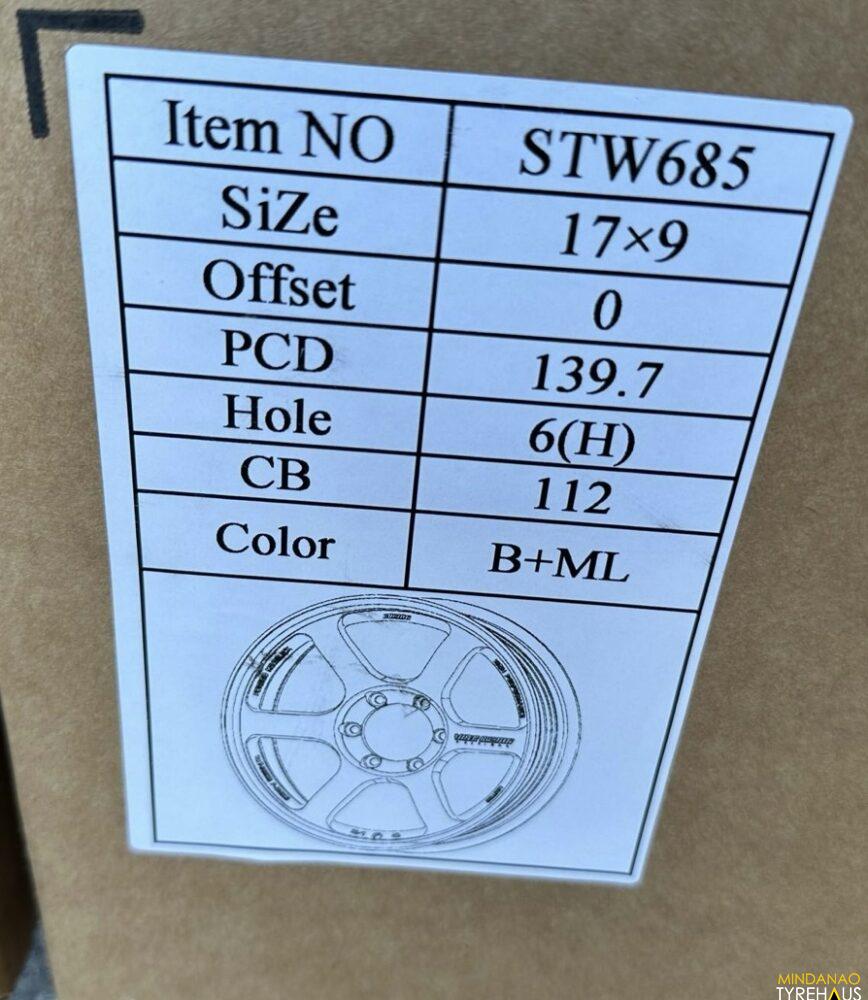 Item NO STW685
SiZe 17×9
Offset 0
PCD 139.7
Hole 6(H)
CB 112
Color B+ML
MINDANAO
TYREHAUS